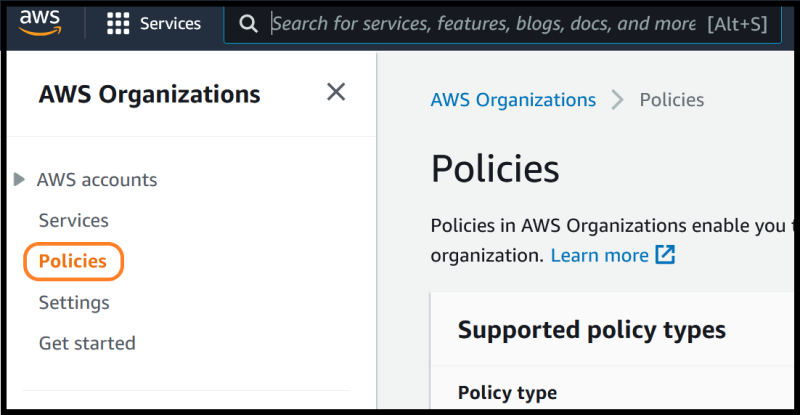 aws
Services
Search for services, features, blogs, docs, and more
[Alt+S]
AWS Organizations
AWS accounts
Services
Policies
Settings
Get started
AWS Organizations
Policies
Policies
Policies in AWS Organizations enable you
organization. Learn more
Supported policy types
Policy type